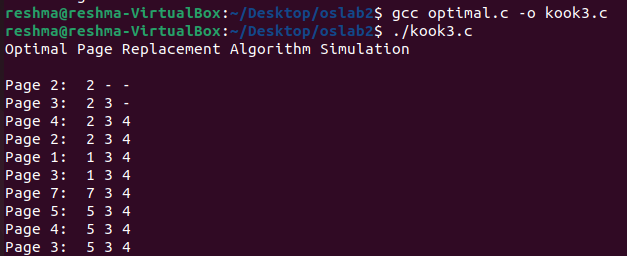 reshma@reshma-VirtualBox:~/Desktop/oslab2$ gcc optimal.c -o kook3.c
reshma@reshma-VirtualBox:~/Desktop/oslab2$ ./kook3.c
Optimal Page Replacement Algorithm Simulation
Page 2:  2 - -
Page 3:  2 3 -
Page 4:  2 3 4
Page 2:  2 3 4
Page 1:  1 3 4
Page 3:  1 3 4
Page 7:  7 3 4
Page 5:  5 3 4
Page 4:  5 3 4
Page 3:  5 3 4